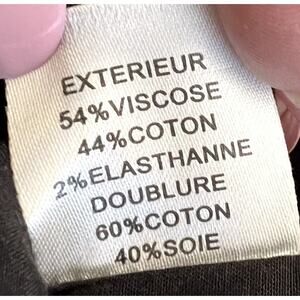 EXTERIEUR
54%VISCOSE
44%COTON
2%ELASTHANNE
DOUBLURE
60%COTON
40%SOIE